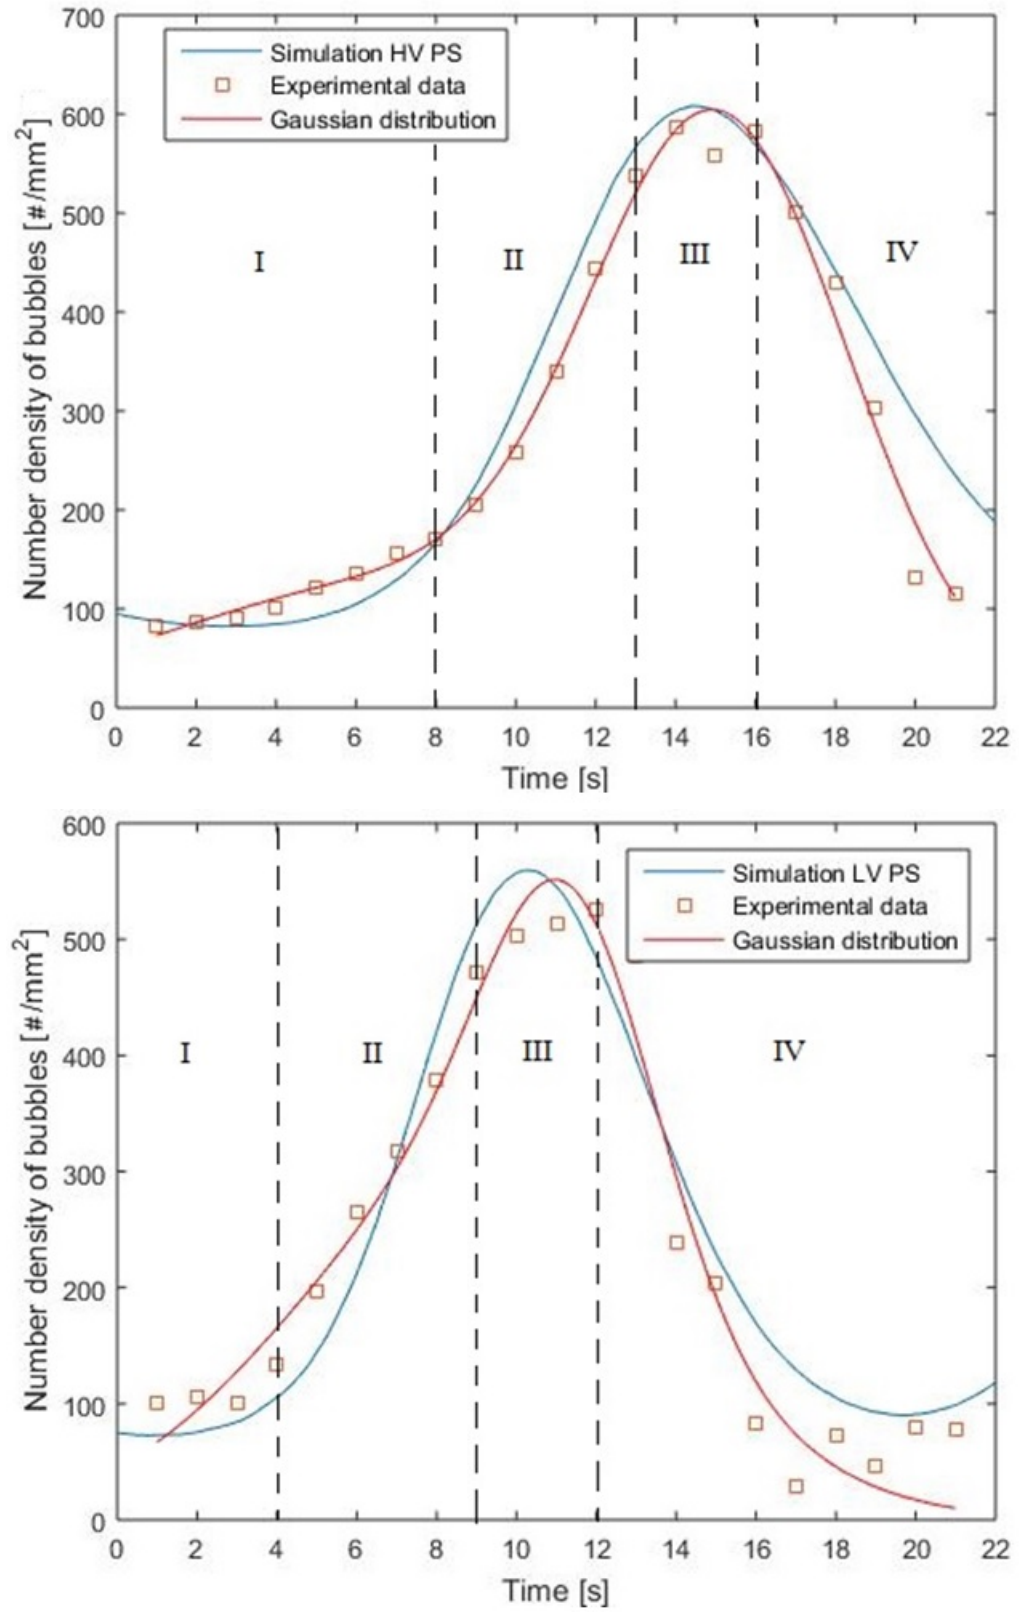 700
600
500
400
300
200
100
0
Number density of bubbles [#/mm2]
Simulation HV PS
Experimental data
Gaussian distribution
I
II
III
IV
0 2 4 6 8 10 12 14 16 18 20 22
Time [s]
600
500
400
300
200
100
0
Number density of bubbles [#/mm2]
Simulation LV PS
Experimental data
Gaussian distribution
I
II
III
IV
0 2 4 6 8 10 12 14 16 18 20 22
Time [s]